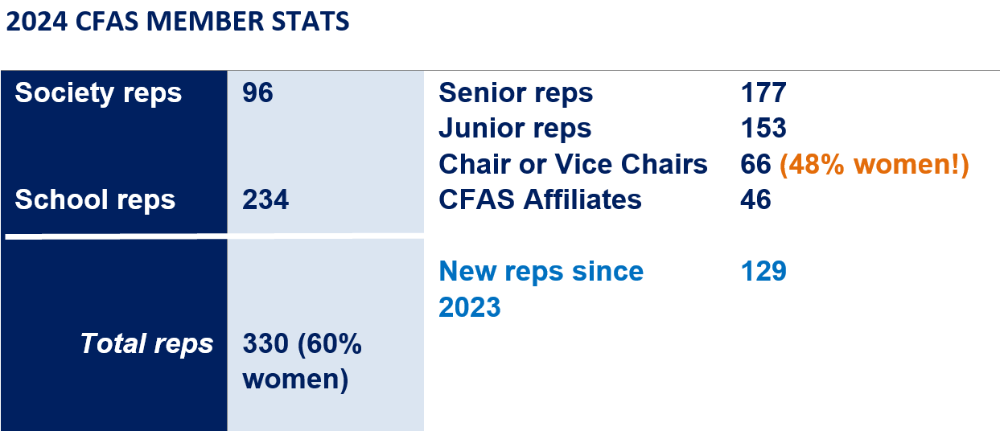 2024 CFAS MEMBER STATS
Society reps 96
School reps 234
Total reps 330 (60%
women)
Senior reps 177
Junior reps 153
Chair or Vice Chairs 66 (48% women!)
CFAS Affiliates 46
New reps since 129
2023